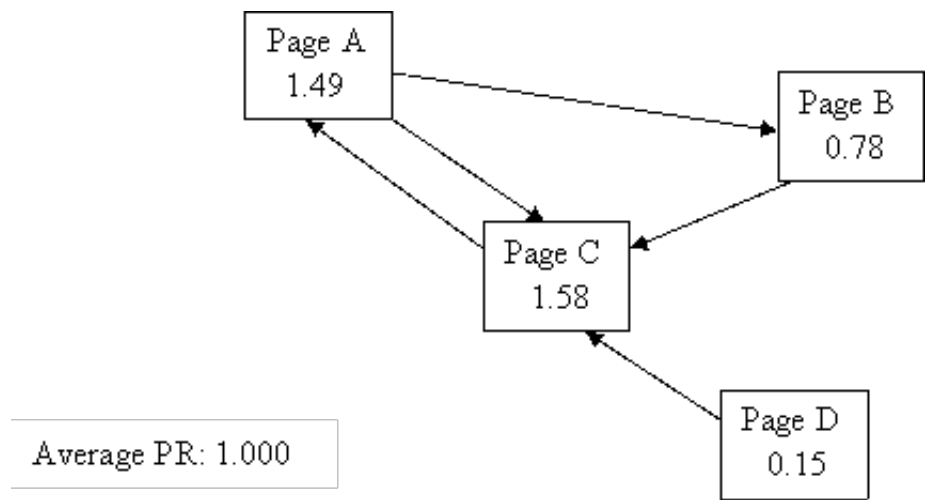 Page A
1.49
Page B
0.78
Page C
1.58
Page D
0.15
Average PR: 1.000